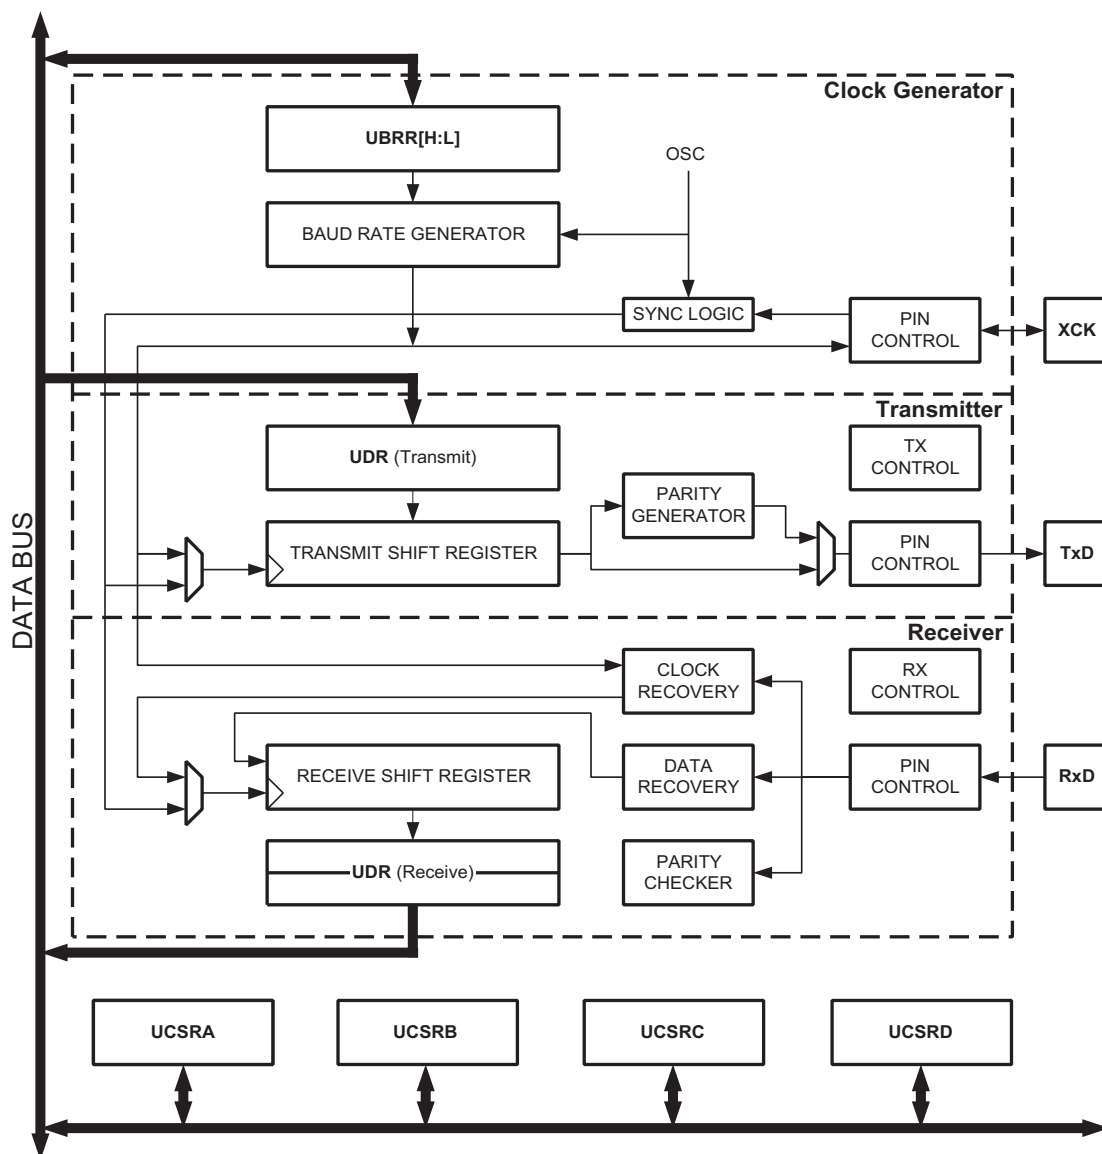 Clock Generator
UBRR[H:L]
OSC
BAUD RATE GENERATOR
SYNC LOGIC
PIN
CONTROL
XCK
Transmitter
UDR (Transmit)
TX
CONTROL
PARITY
GENERATOR
TRANSMIT SHIFT REGISTER
PIN
CONTROL
TxD
DATA BUS
Receiver
CLOCK
RECOVERY
RX
CONTROL
RECEIVE SHIFT REGISTER
DATA
RECOVERY
PIN
CONTROL
RxD
UDR (Receive)
PARITY
CHECKER
UCSRA
UCSRB
UCSRC
UCSRD